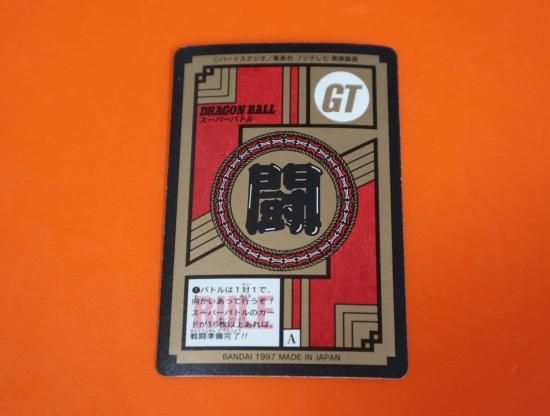 ©バードスタジオ/集英社・フジテレビ・東映動画
GT
DRAGON BALL
スーパーバトル
闘
RULE
❶バトルは1対1で、
向かいあって行うぞ!
スーパーバトルのカ
ードが16枚以上あれば、
戦闘準備完了!!
A
BANDAI 1997 MADE IN JAPAN